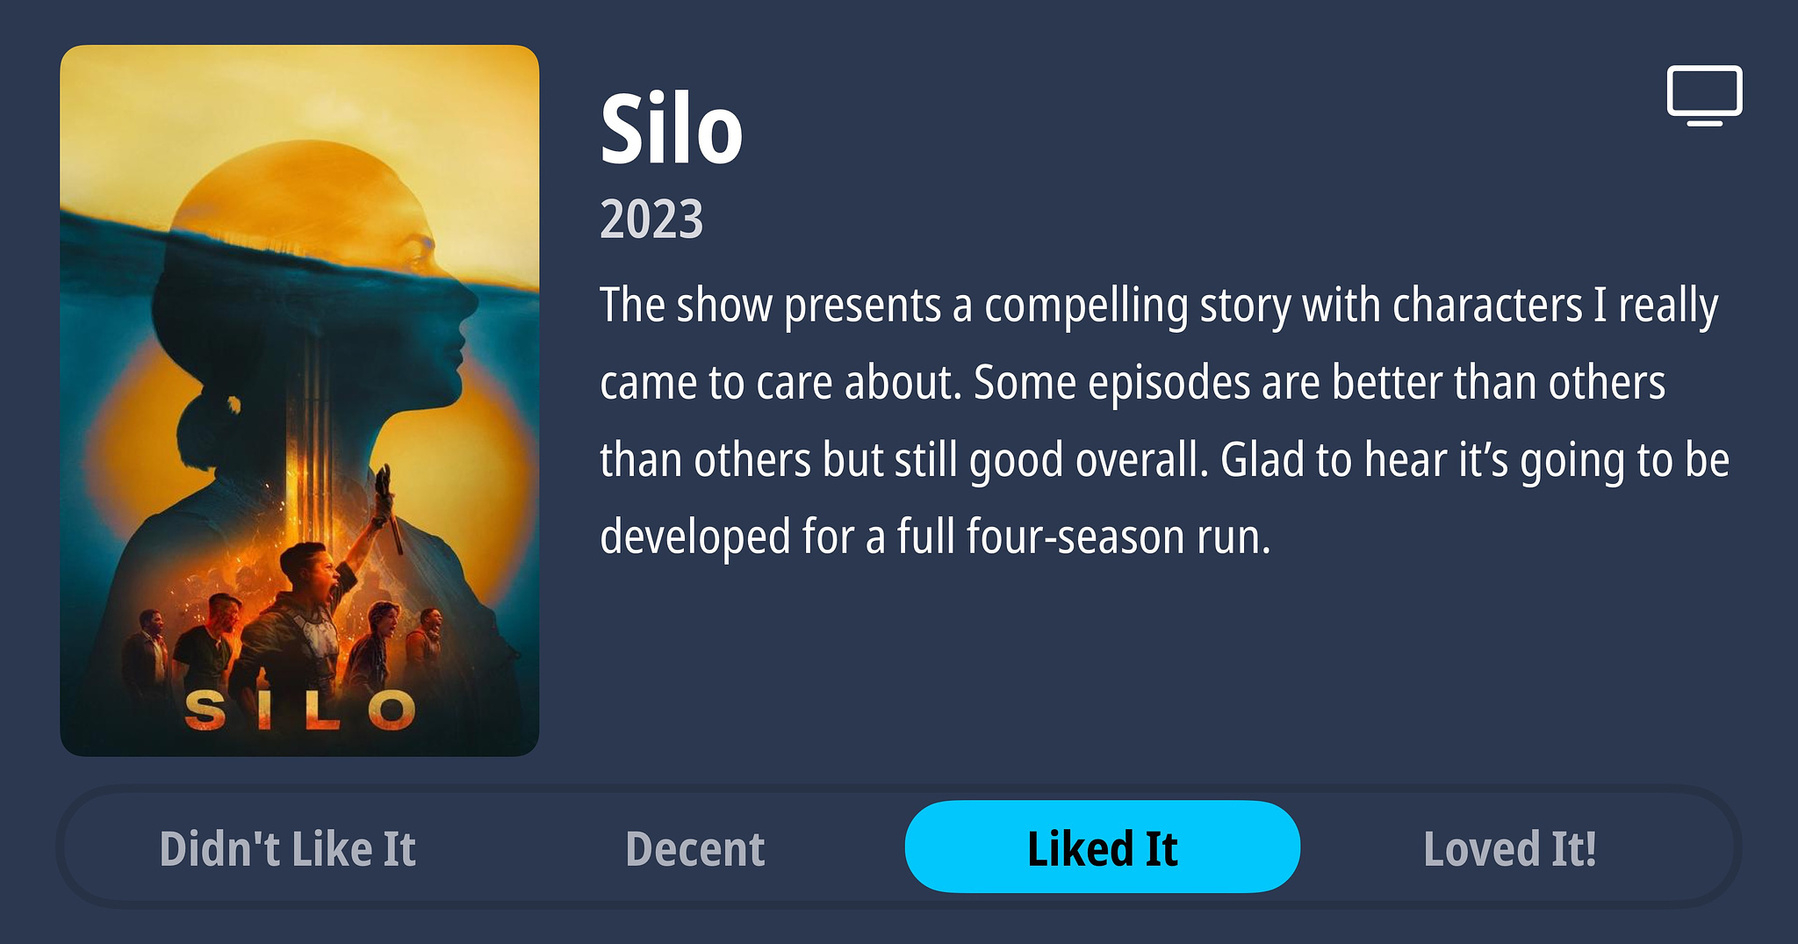 Silo
2023
The show presents a compelling story with characters I really
came to care about. Some episodes are better than others
than others but still good overall. Glad to hear it’s going to be
developed for a full four-season run.
SILO
Didn't Like It
Decent
Liked It
Loved It!